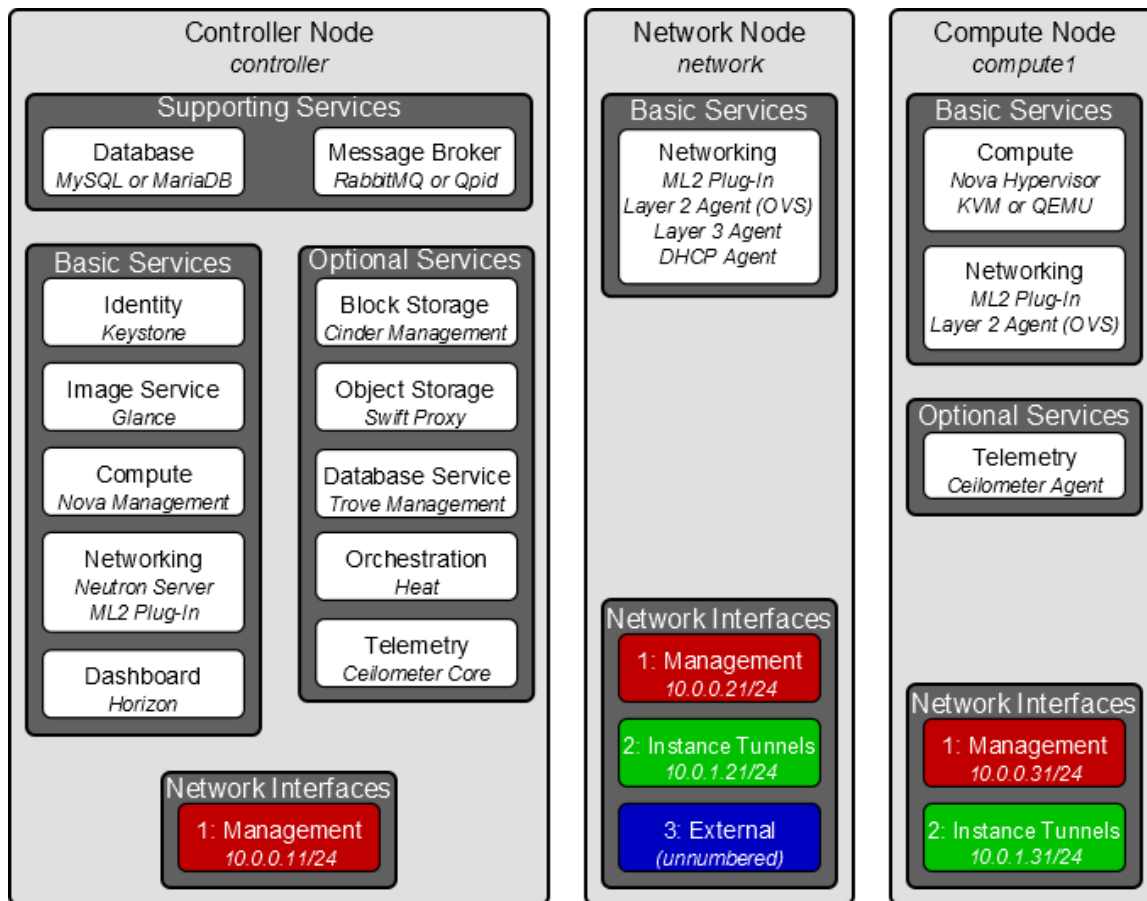 Controller Node
controller
Supporting Services
Database
MySQL or MariaDB
Message Broker
RabbitMQ or Qpid
Basic Services
Identity
Keystone
Image Service
Glance
Compute
Nova Management
Networking
Neutron Server
ML2 Plug-In
Dashboard
Horizon
Optional Services
Block Storage
Cinder Management
Object Storage
Swift Proxy
Database Service
Trove Management
Orchestration
Heat
Telemetry
Ceilometer Core
Network Interfaces
1: Management
10.0.0.11/24
Network Node
network
Basic Services
Networking
ML2 Plug-In
Layer 2 Agent (OVS)
Layer 3 Agent
DHCP Agent
Network Interfaces
1: Management
10.0.0.21/24
2: Instance Tunnels
10.0.1.21/24
3: External
(unnumbered)
Compute Node
compute1
Basic Services
Compute
Nova Hypervisor
KVM or QEMU
Networking
ML2 Plug-In
Layer 2 Agent (OVS)
Optional Services
Telemetry
Ceilometer Agent
Network Interfaces
1: Management
10.0.0.31/24
2: Instance Tunnels
10.0.1.31/24